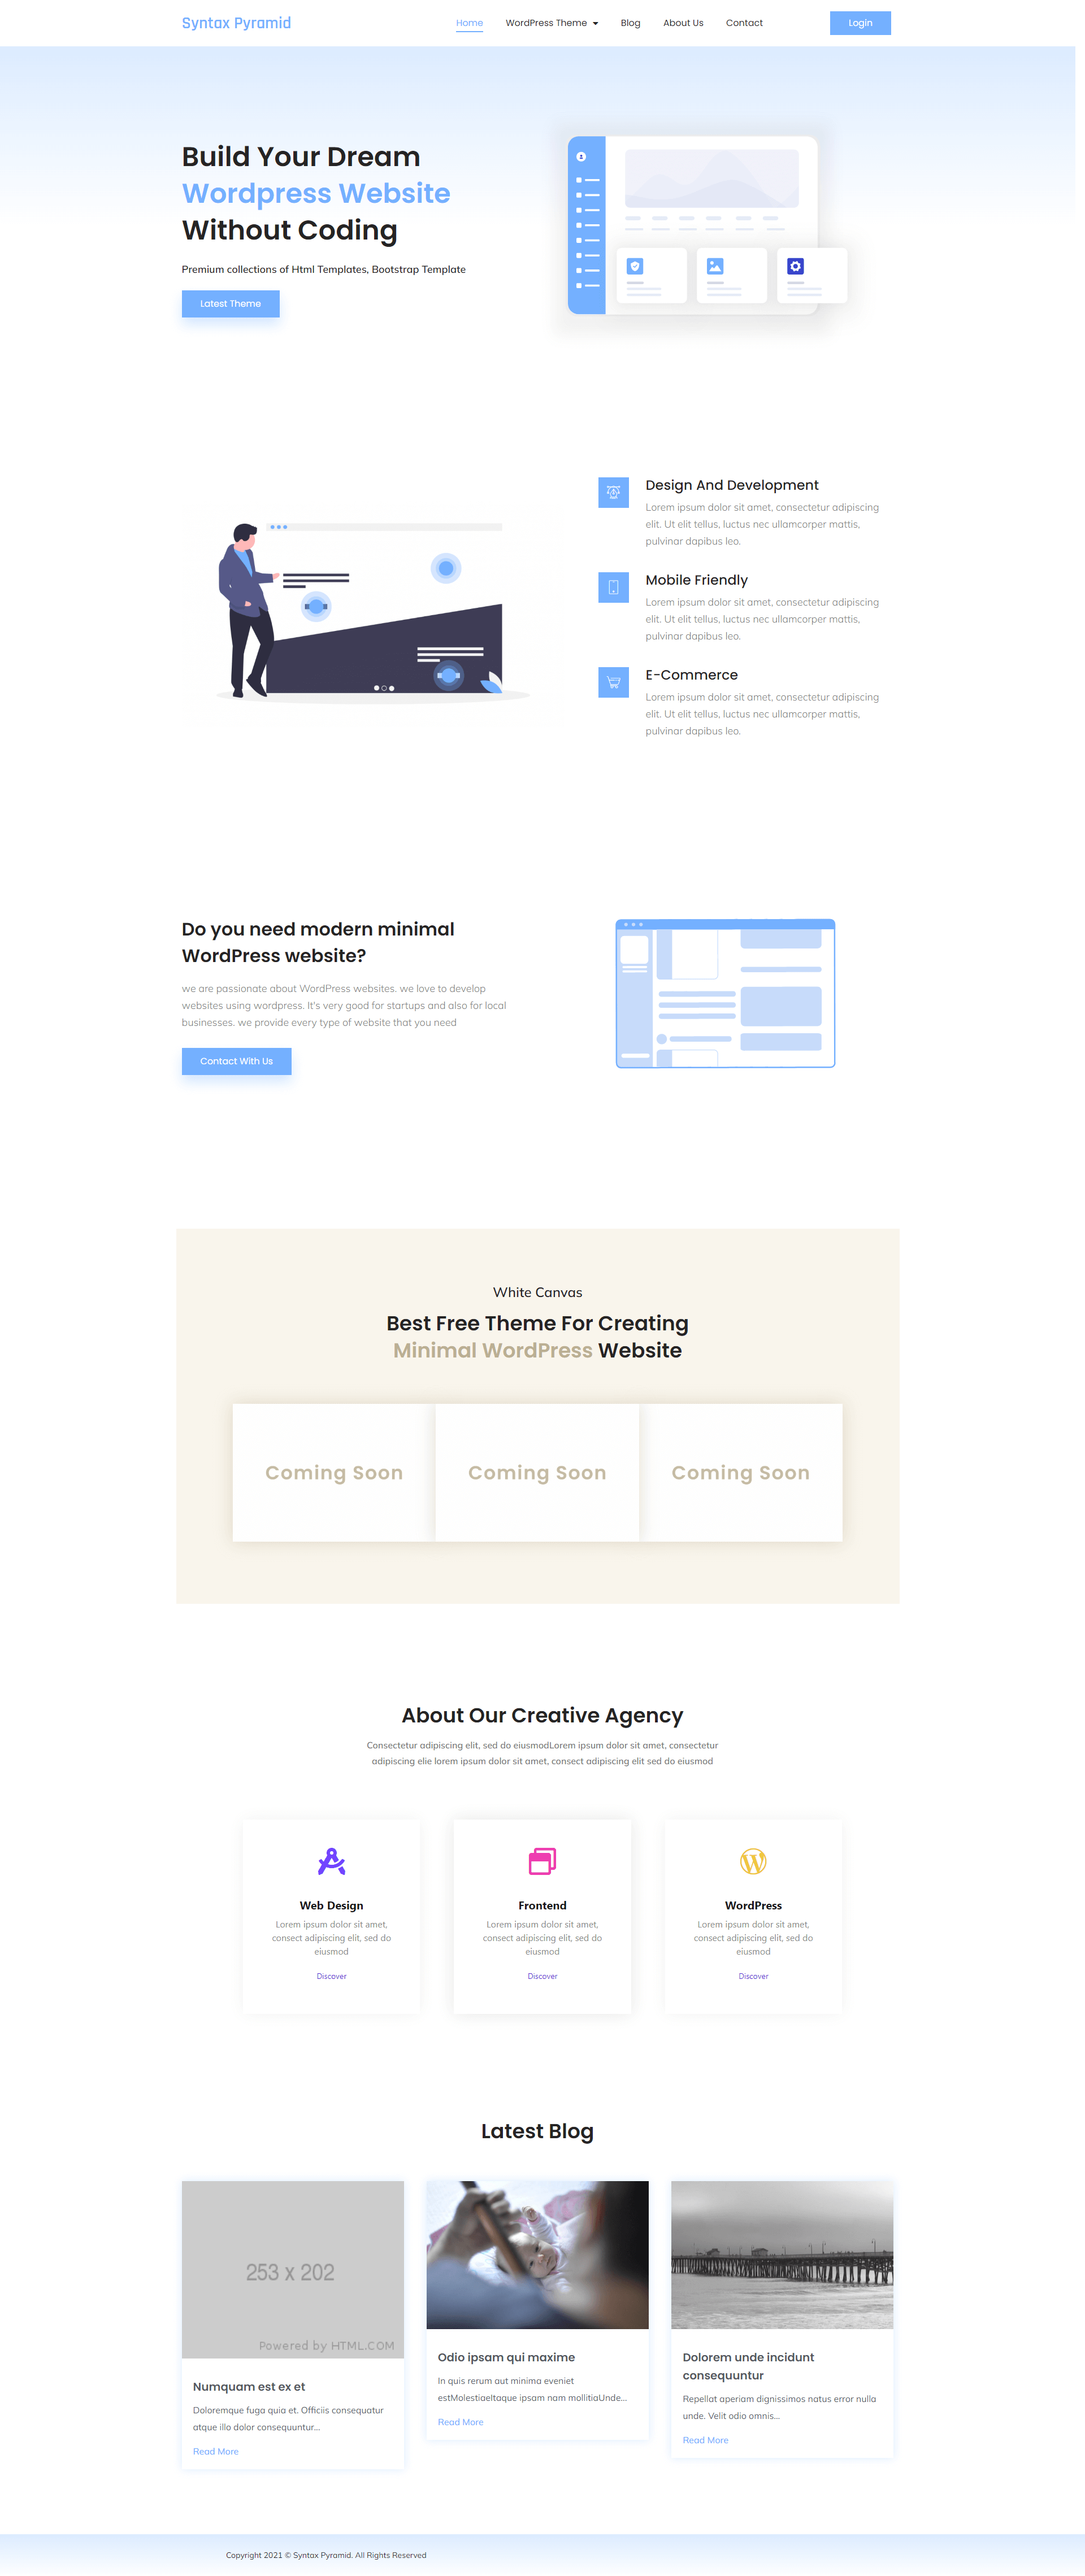 Syntax Pyramid
Home
WordPress Theme
Blog
About Us
Contact
Login
Build Your Dream
Wordpress Website
Without Coding
Premium collections of Html Templates, Bootstrap Template
Latest Theme
Design And Development
Lorem ipsum dolor sit amet, consectetur adipiscing
elit. Ut elit tellus, luctus nec ullamcorper mattis,
pulvinar dapibus leo.
Mobile Friendly
Lorem ipsum dolor sit amet, consectetur adipiscing
elit. Ut elit tellus, luctus nec ullamcorper mattis,
pulvinar dapibus leo.
E-Commerce
Lorem ipsum dolor sit amet, consectetur adipiscing
elit. Ut elit tellus, luctus nec ullamcorper mattis,
pulvinar dapibus leo.
Do you need modern minimal
WordPress website?
we are passionate about WordPress websites. we love to develop
websites using wordpress. It's very good for startups and also for local
businesses. we provide every type of website that you need
Contact With Us
White Canvas
Best Free Theme For Creating
Minimal WordPress Website
Coming Soon
Coming Soon
Coming Soon
About Our Creative Agency
Consectetur adipiscing elit, sed do eiusmodLorem ipsum dolor sit amet, consectetur
adipiscing elie lorem ipsum dolor sit amet, consect adipiscing elit sed do eiusmod
Web Design
Lorem ipsum dolor sit amet,
consect adipiscing elit, sed do
eiusmod
Discover
Frontend
Lorem ipsum dolor sit amet,
consect adipiscing elit, sed do
eiusmod
Discover
WordPress
Lorem ipsum dolor sit amet,
consect adipiscing elit, sed do
eiusmod
Discover
Latest Blog
253 x 202
Powered by HTML.COM
Numquam est ex et
Doloremque fuga quia et. Officiis consequatur
atque illo dolor consequuntur...
Read More
Odio ipsam qui maxime
In quis rerum aut minima eveniet
estMolestiaeItaque ipsam nam mollitiaUnde...
Read More
Dolorem unde incidunt
consequuntur
Repellat aperiam dignissimos natus error nulla
unde. Velit odio omnis...
Read More
Copyright 2021 © Syntax Pyramid. All Rights Reserved